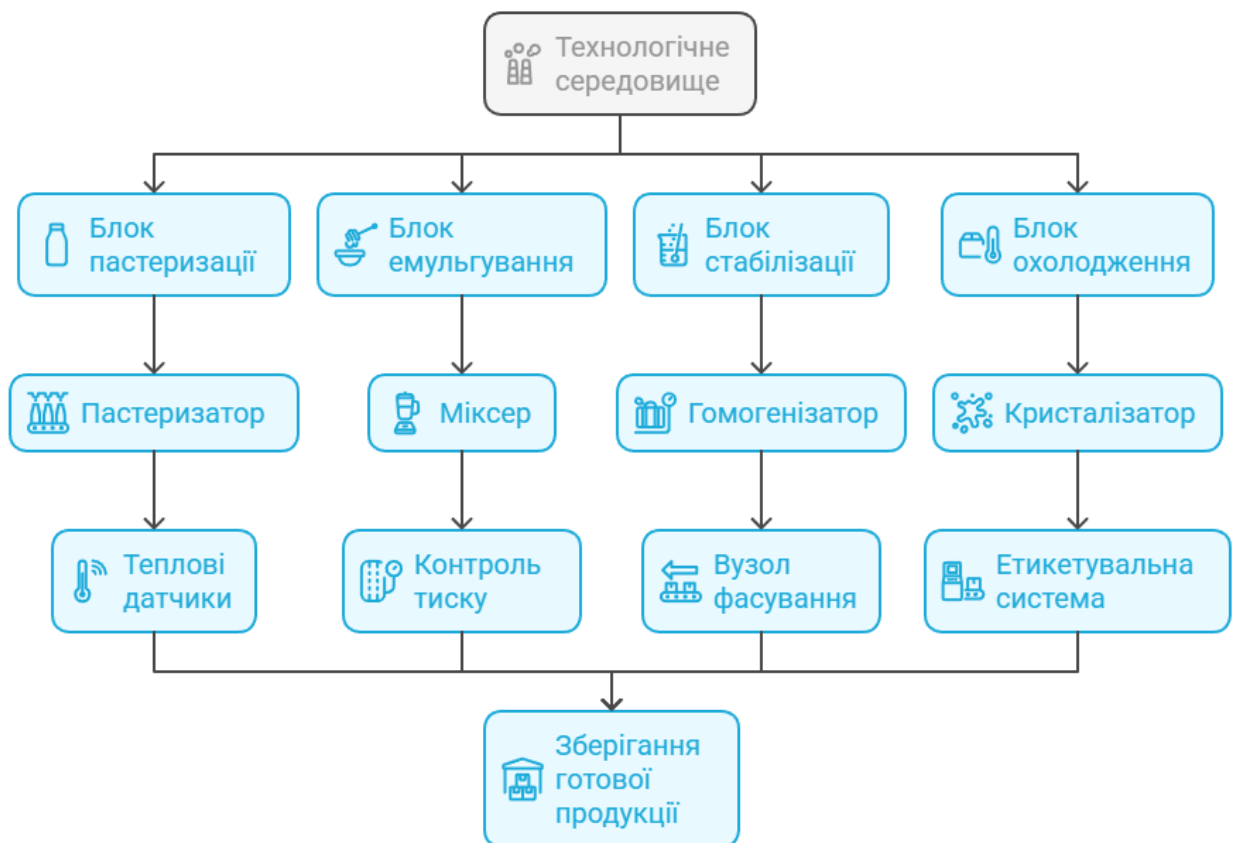 Технологічне
середовище
Блок
пастеризації
Блок
емульгування
Блок
стабілізації
Блок
охолодження
Пастеризатор
Міксер
Гомогенізатор
Кристалізатор
Теплові
датчики
Контроль
тиску
Вузол
фасування
Етикетувальна
система
Зберігання
готової
продукції